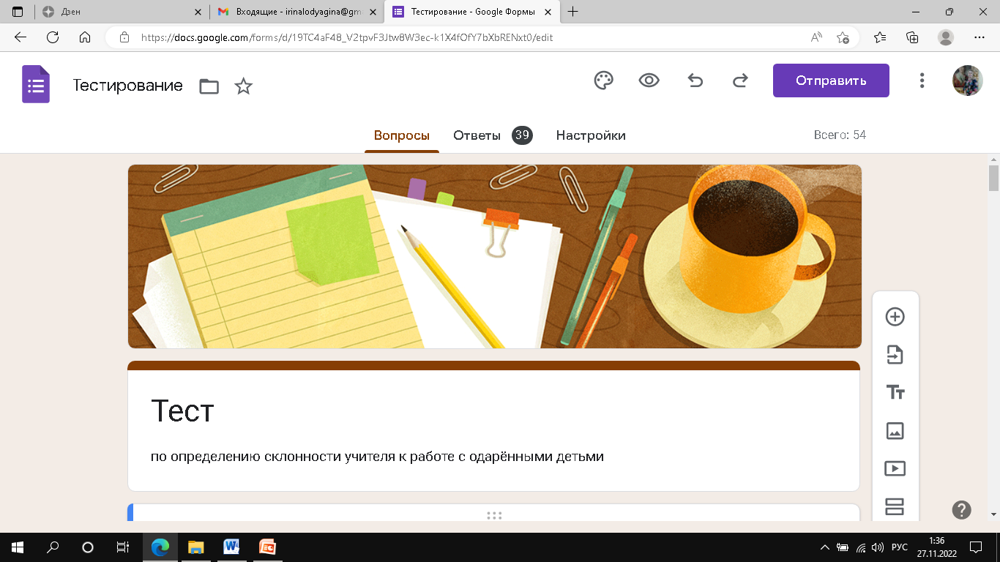 Дзен
Входящие - irinalodyagina@gm
Тестирование - Google Формы
https://docs.google.com/forms/d/19TC4aF48_V2tpvF3Jtw8W3ec-k1X4fOfY7bXbRENxt0/edit
Тестирование
Отправить
Вопросы
Ответы 39
Настройки
Всего: 54
Тест
по определению склонности учителя к работе с одарёнными детьми
РУС
1:36
27.11.2022